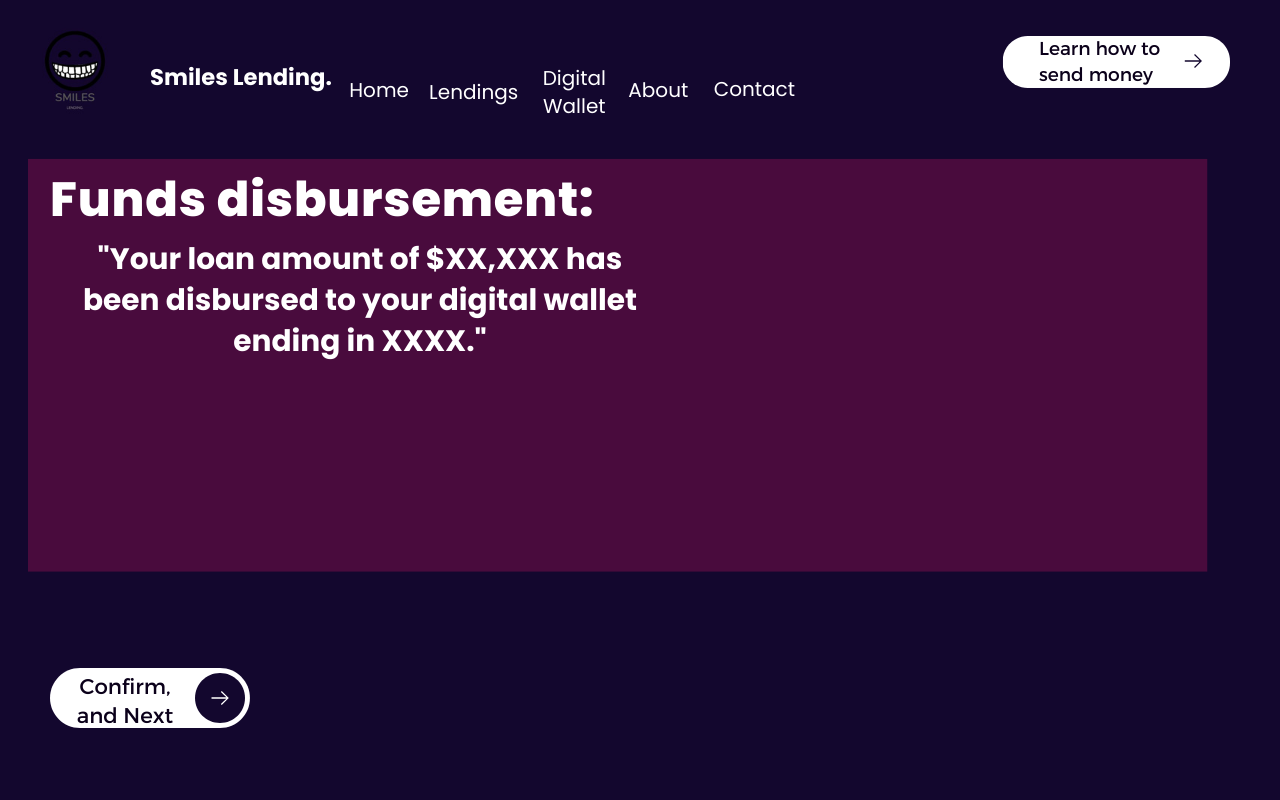 SMILES
LENDING
Smiles Lending.
Home
Lendings
Digital
Wallet
About
Contact
Learn how to
send money
Funds disbursement:
"Your loan amount of $XX,XXX has
been disbursed to your digital wallet
ending in XXXX."
Confirm,
and Next